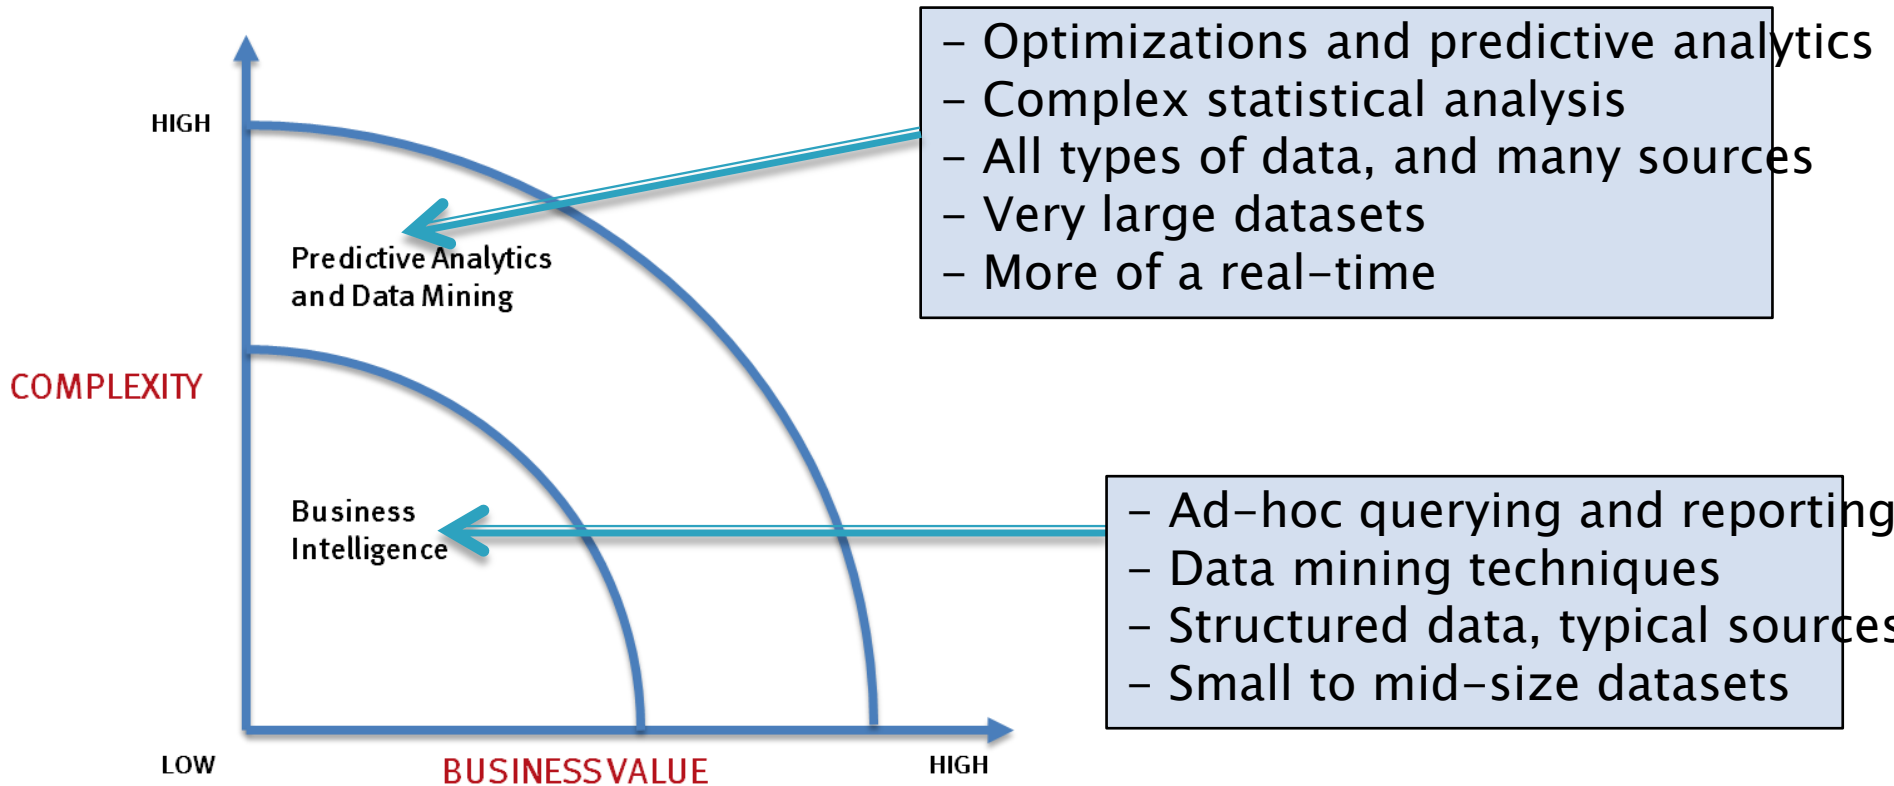 – Optimizations and predictive analytics
– Complex statistical analysis
– All types of data, and many sources
– Very large datasets
– More of a real–time
HIGH
Predictive Analytics
and Data Mining
COMPLEXITY
Business
Intelligence
– Ad–hoc querying and reporting
– Data mining techniques
– Structured data, typical sources
– Small to mid–size datasets
LOW
BUSINESS VALUE
HIGH